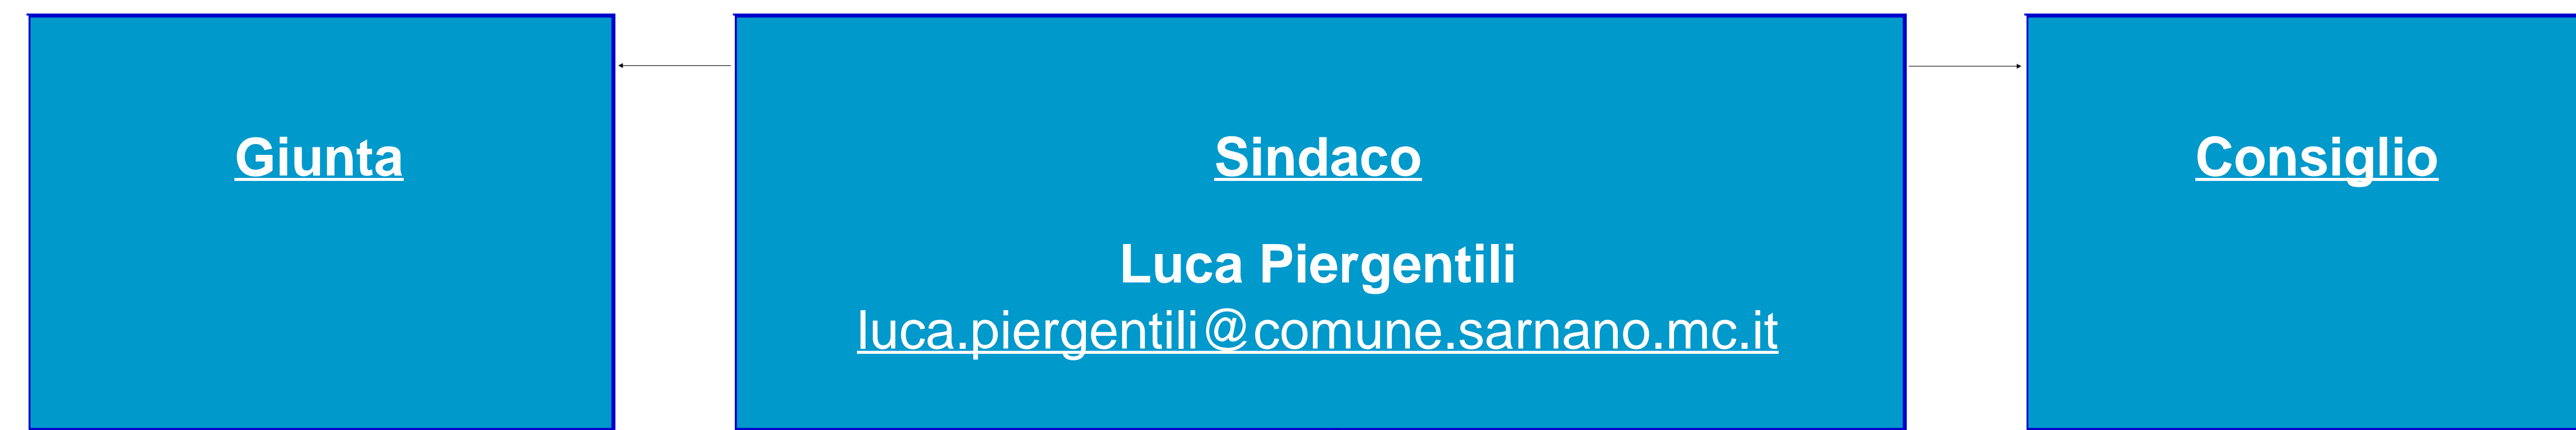 Giunta
Sindaco
Luca Piergentili
luca.piergentili@comune.sarnano.mc.it
Consiglio